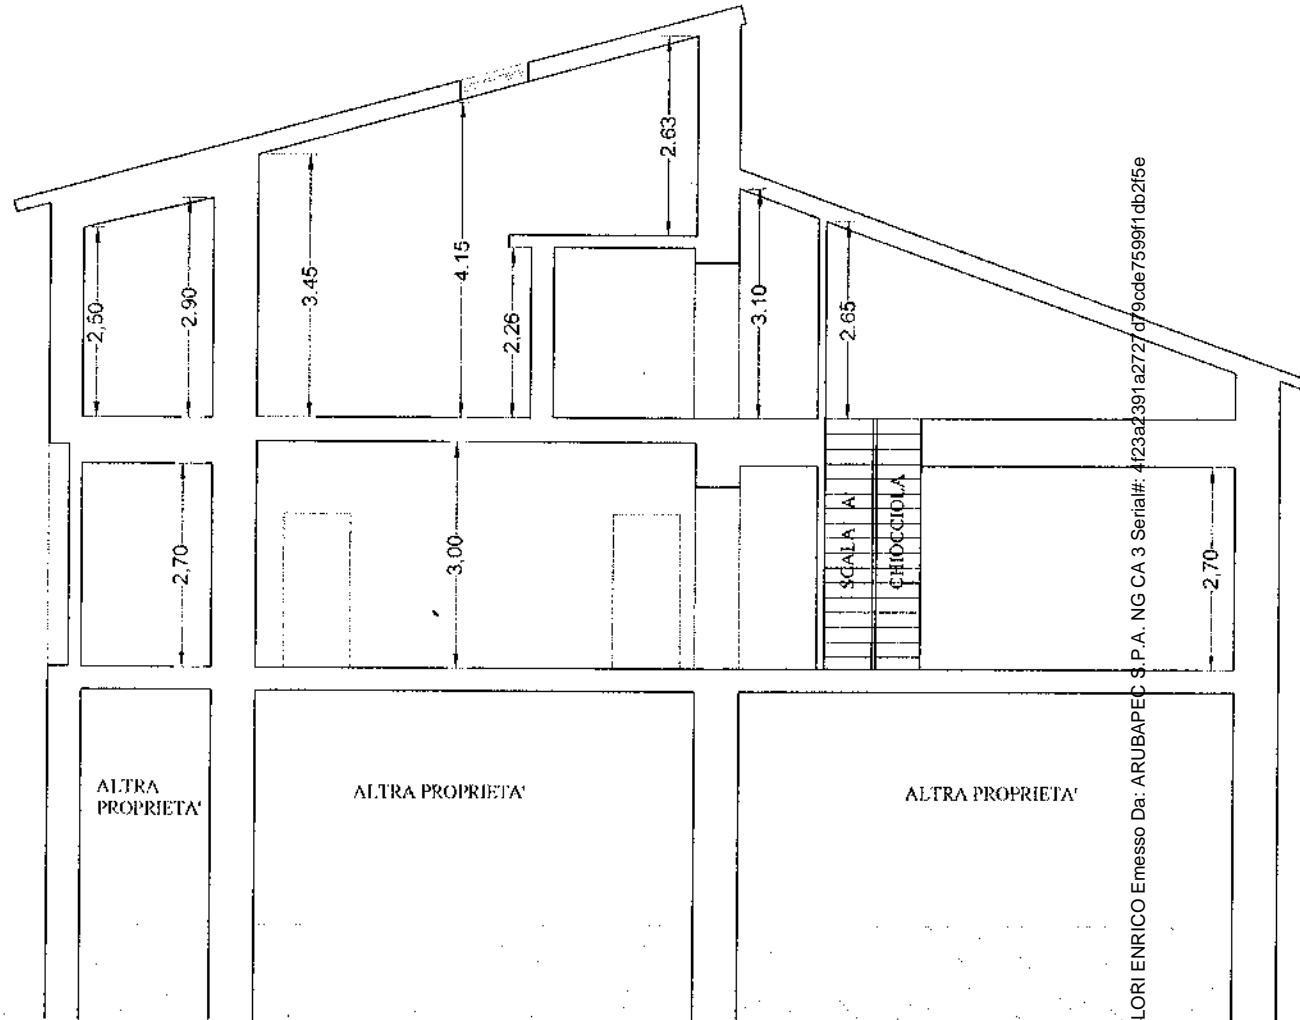 2.63
3.45
4.15
2,50
2.90
2,26
3.10
2.65
2,70
3,00
SCALA A'
CHIOCCIOLA
2,70
ALTRA
PROPRIETA'
ALTRA PROPRIETA'
ALTRA PROPRIETA'
LORI ENRICO Emesso Da: ARUBAPEC S.P.A. NG CA 3 Serial#: 4f23a2391a2727d79cde7599f1db2f5e